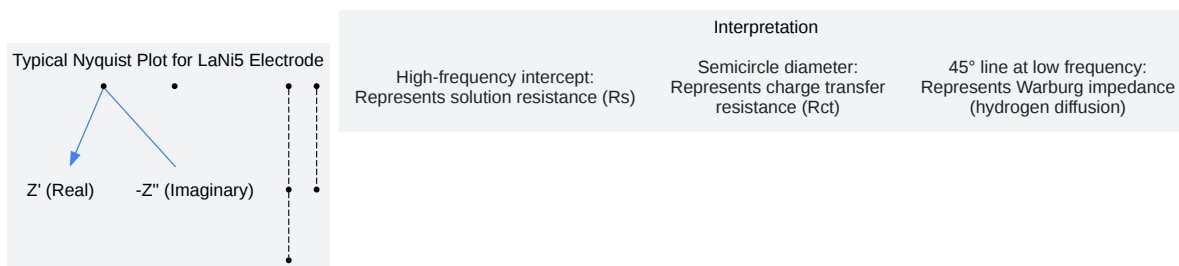 Typical Nyquist Plot for LaNi5 Electrode
Z' (Real)
-Z" (Imaginary)
Interpretation
High-frequency intercept:
Represents solution resistance (Rs)
Semicircle diameter:
Represents charge transfer
resistance (Rct)
45° line at low frequency:
Represents Warburg impedance
(hydrogen diffusion)